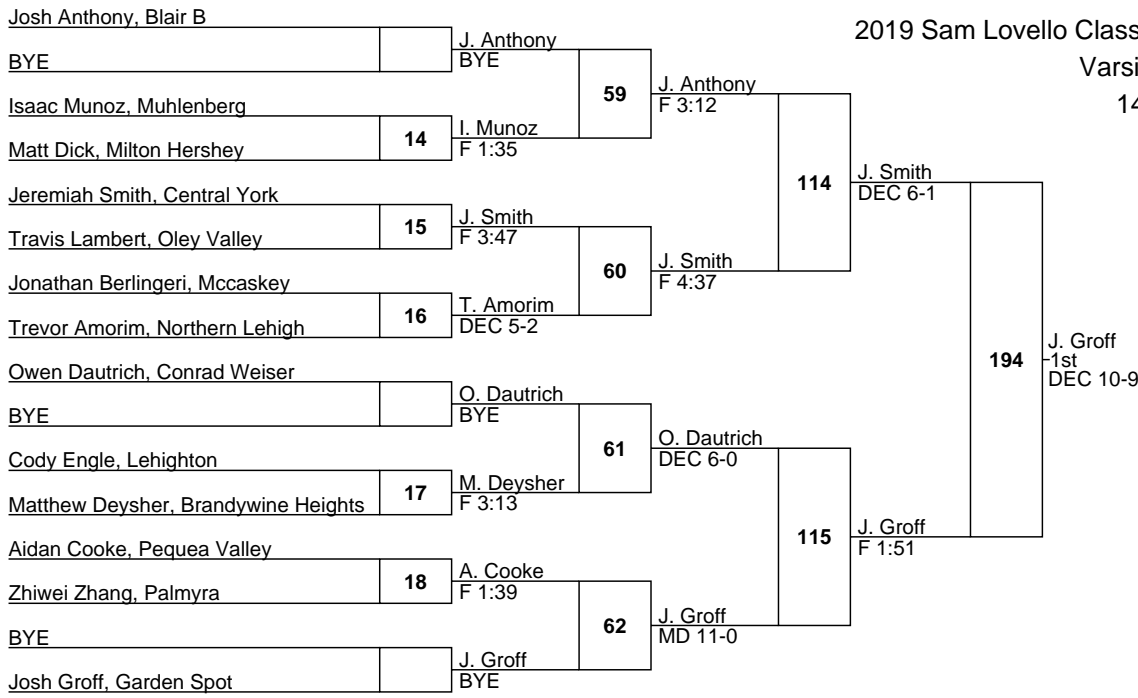 2019 Sam Lovello Class
Varsi
14
Josh Anthony, Blair B
BYE
Isaac Munoz, Muhlenberg
Matt Dick, Milton Hershey
Jeremiah Smith, Central York
Travis Lambert, Oley Valley
Jonathan Berlingeri, Mccaskey
Trevor Amorim, Northern Lehigh
Owen Dautrich, Conrad Weiser
BYE
Cody Engle, Lehighton
Matthew Deysher, Brandywine Heights
Aidan Cooke, Pequea Valley
Zhiwei Zhang, Palmyra
BYE
Josh Groff, Garden Spot
14
15
16
17
18
J. Anthony
BYE
I. Munoz
F 1:35
J. Smith
F 3:47
T. Amorim
DEC 5-2
O. Dautrich
BYE
M. Deysher
F 3:13
A. Cooke
F 1:39
J. Groff
BYE
59
60
61
62
J. Anthony
F 3:12
J. Smith
F 4:37
O. Dautrich
DEC 6-0
J. Groff
MD 11-0
114
115
J. Smith
DEC 6-1
J. Groff
F 1:51
194
J. Groff
1st
DEC 10-9